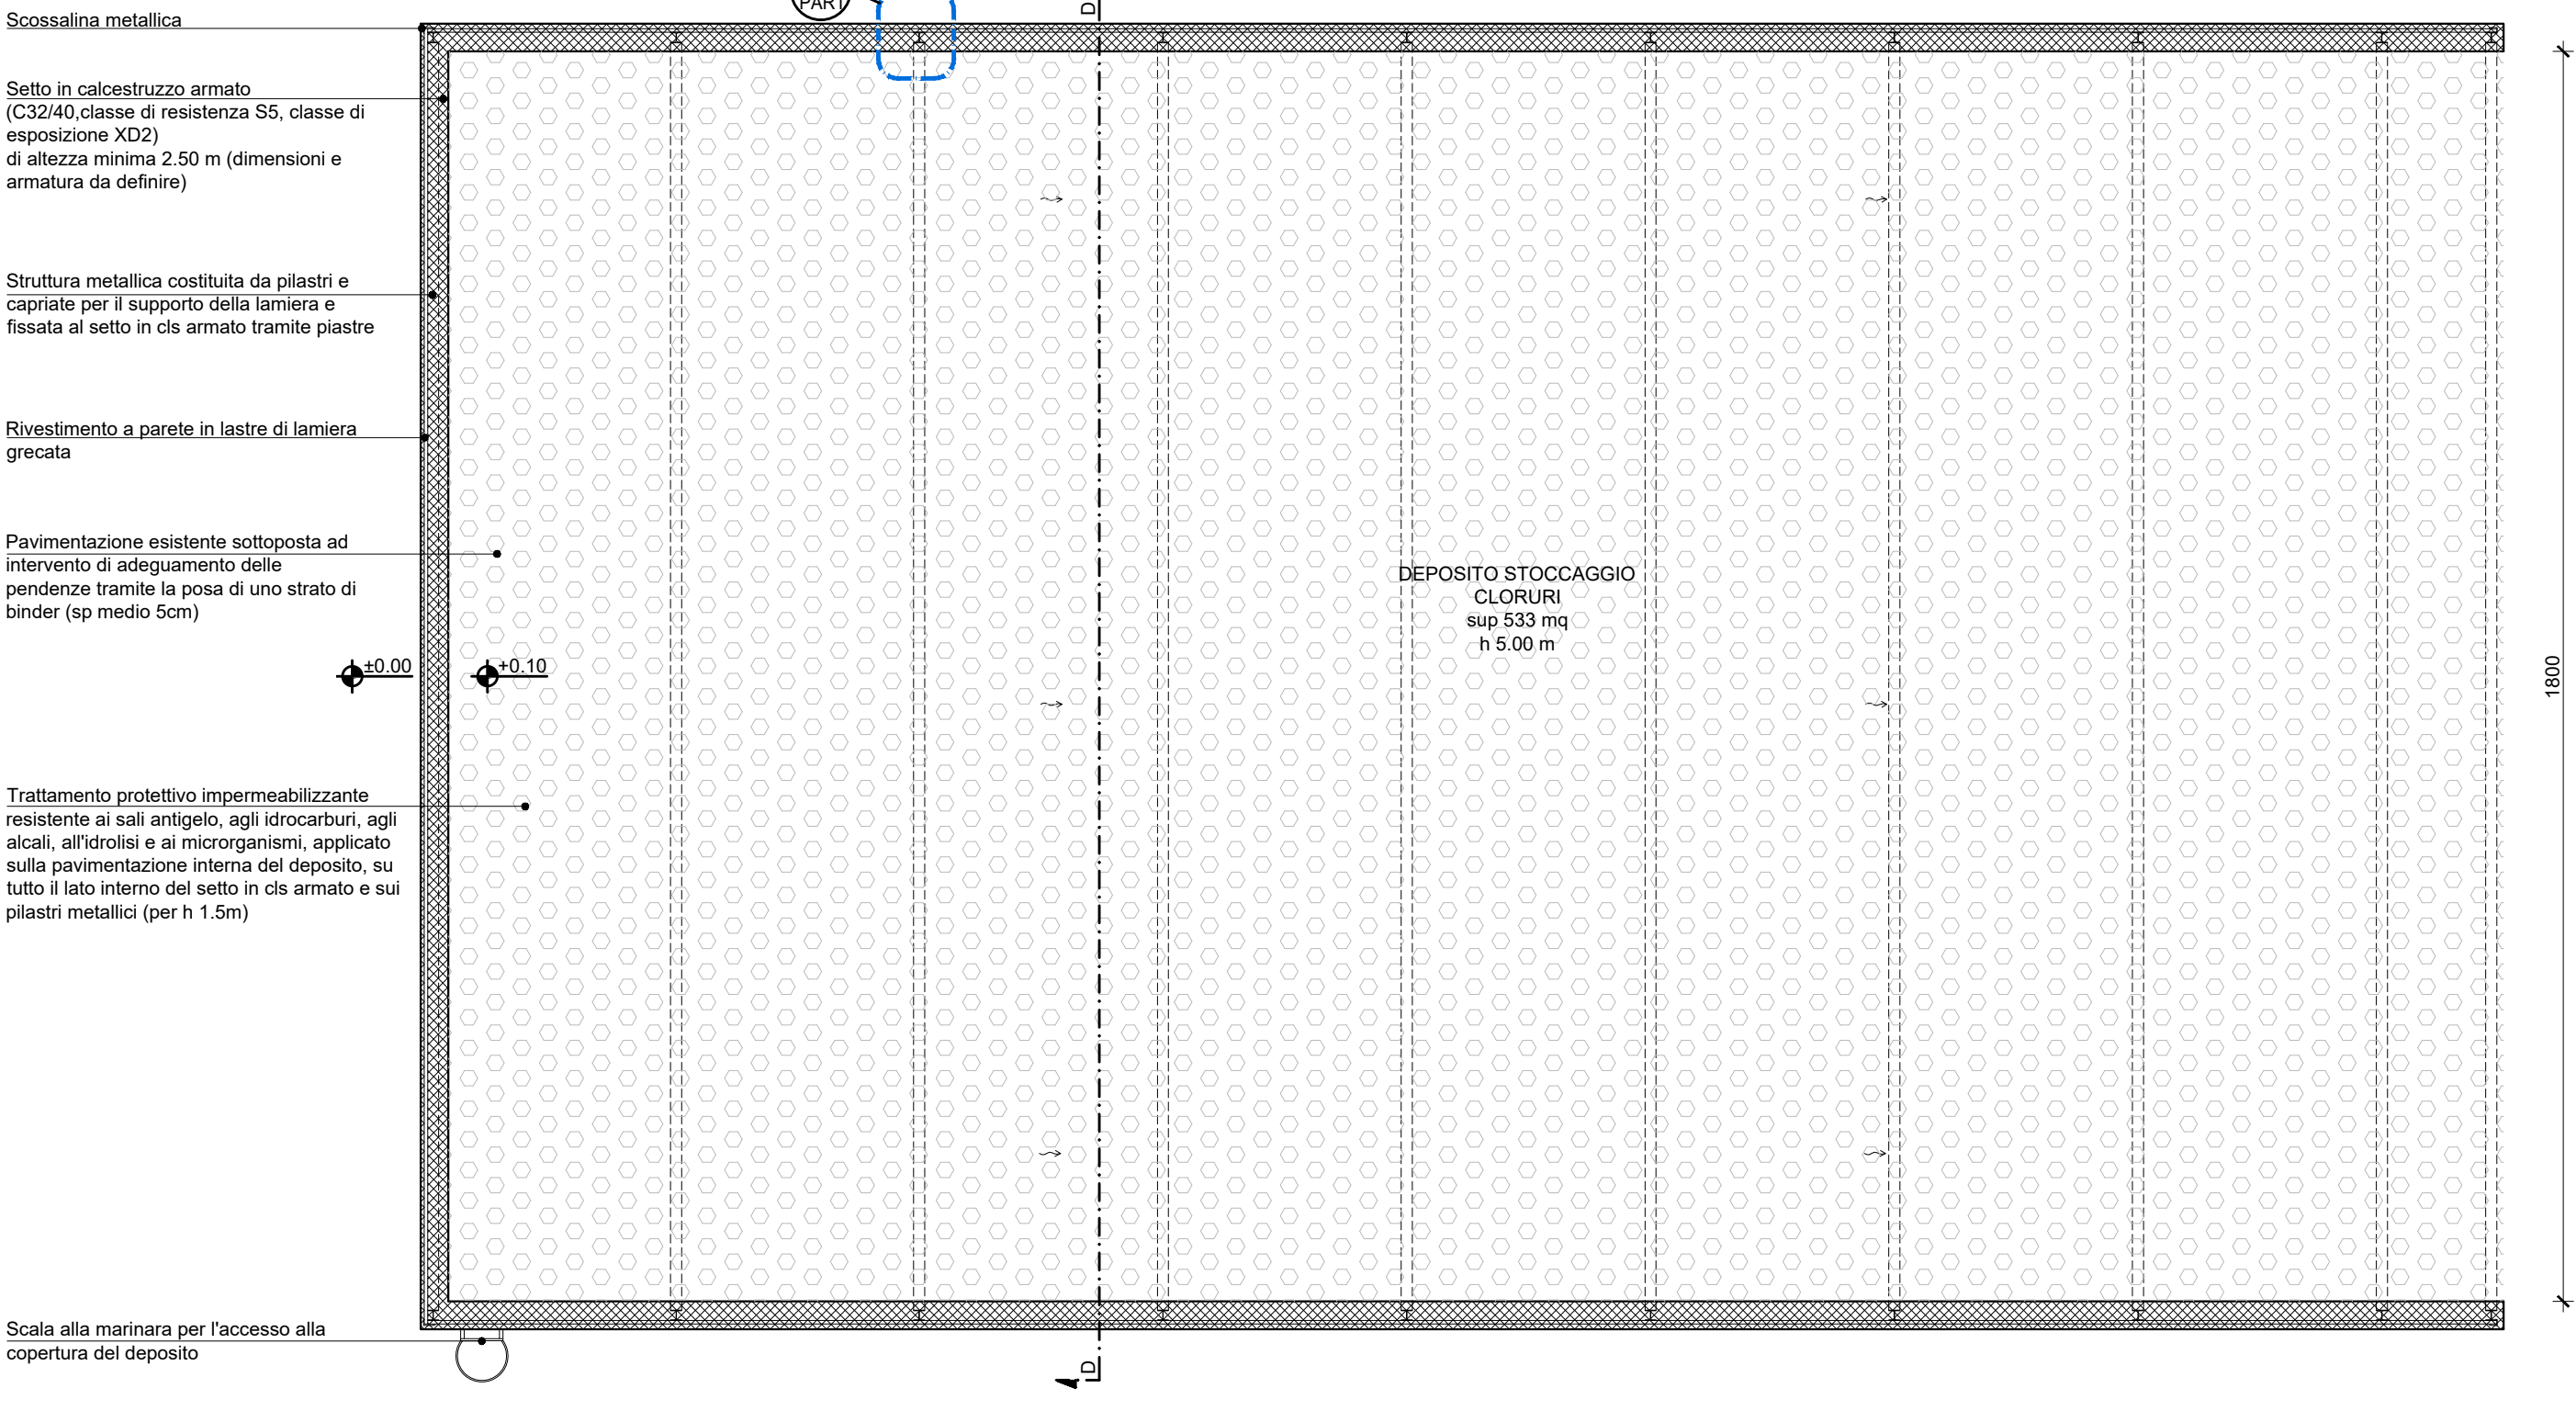 PART
D
Scossalina metallica
Setto in calcestruzzo armato
(C32/40,classe di resistenza S5, classe di
esposizione XD2)
di altezza minima 2.50 m (dimensioni e
armatura da definire)
Struttura metallica costituita da pilastri e
capriate per il supporto della lamiera e
fissata al setto in cls armato tramite piastre
Rivestimento a parete in lastre di lamiera
grecata
Pavimentazione esistente sottoposta ad
intervento di adeguamento delle
pendenze tramite la posa di uno strato di
binder (sp medio 5cm)
±0.00
+0.10
DEPOSITO STOCCAGGIO
CLORURI
sup 533 mq
h 5.00 m
1800
Trattamento protettivo impermeabilizzante
resistente ai sali antigelo, agli idrocarburi, agli
alcali, all'idrolisi e ai microrganismi, applicato
sulla pavimentazione interna del deposito, su
tutto il lato interno del setto in cls armato e sui
pilastri metallici (per h 1.5m)
Scala alla marinara per l'accesso alla
copertura del deposito
D